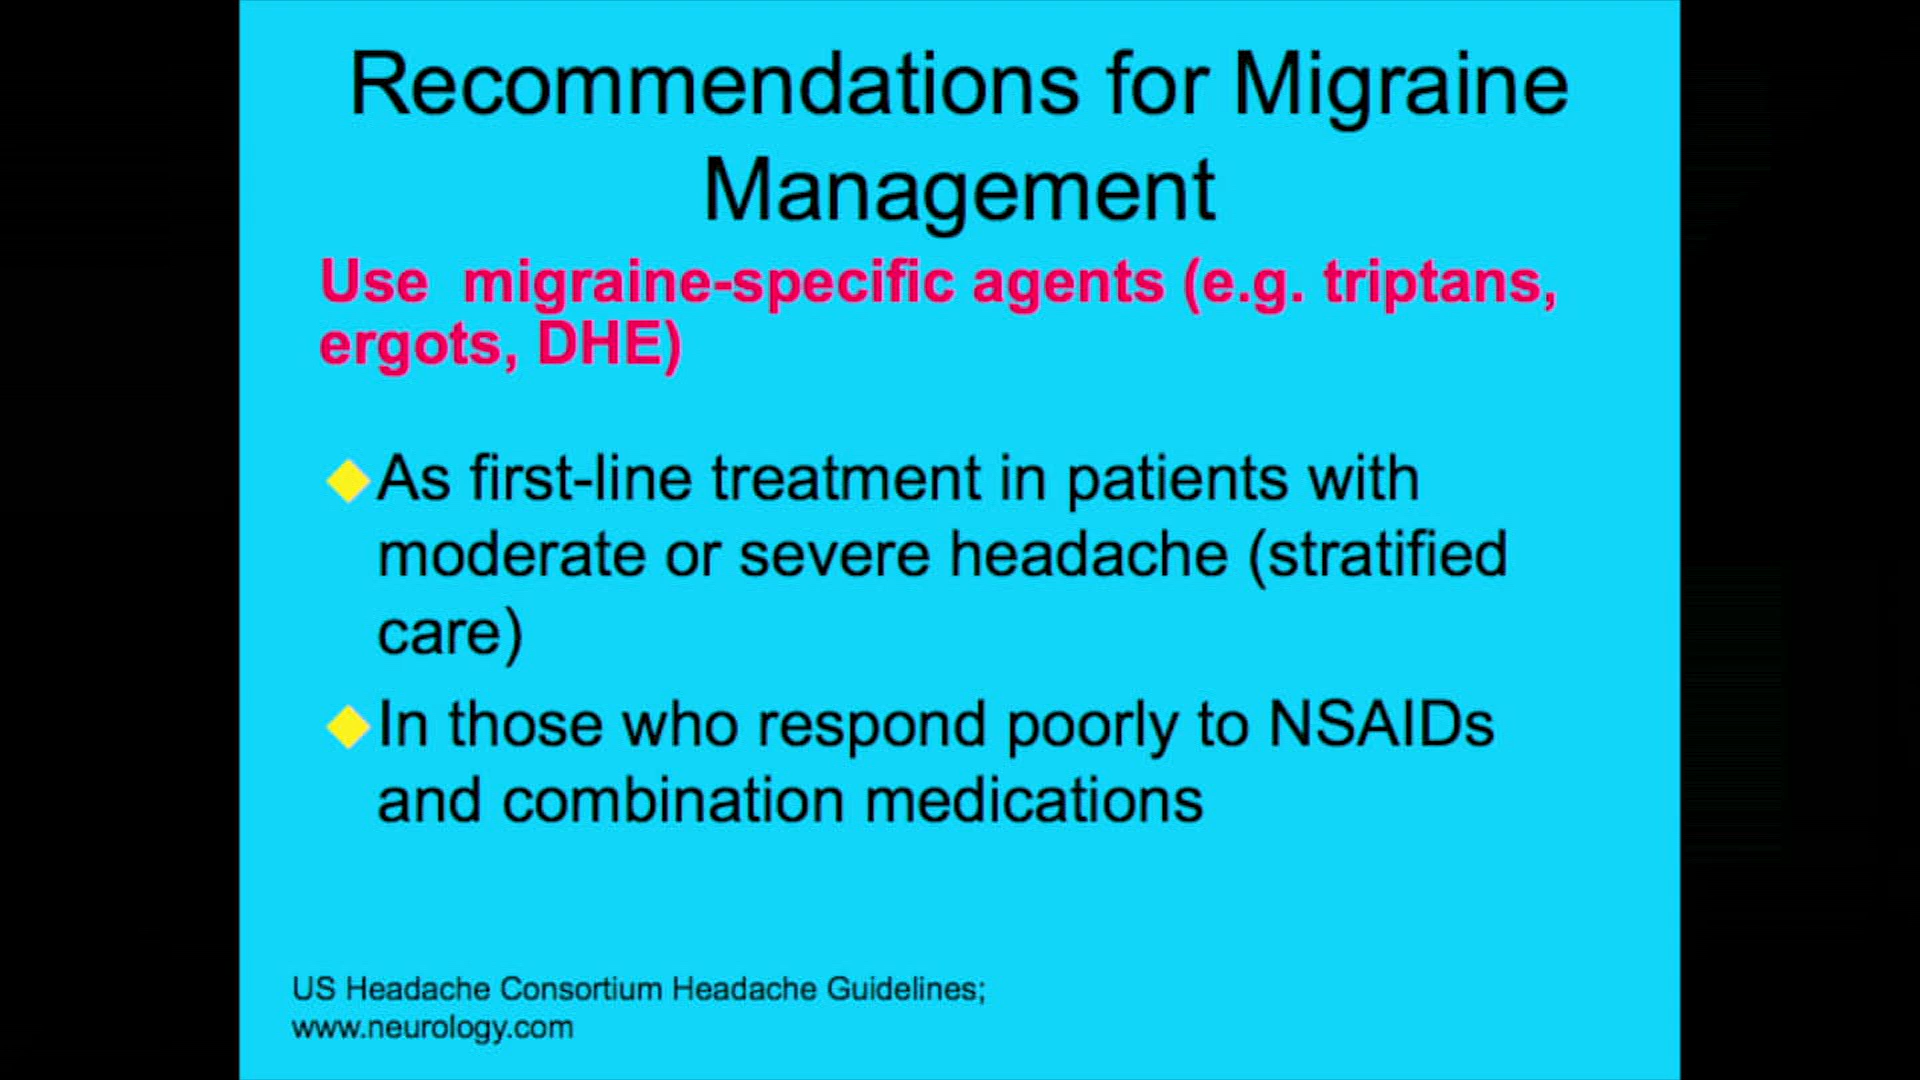 Recommendations for Migraine
Management
Use migraine-specific agents (e.g. triptans,
ergots, DHE)
As first-line treatment in patients with
moderate or severe headache (stratified
care)
In those who respond poorly to NSAIDs
and combination medications
US Headache Consortium Headache Guidelines;
www.neurology.com